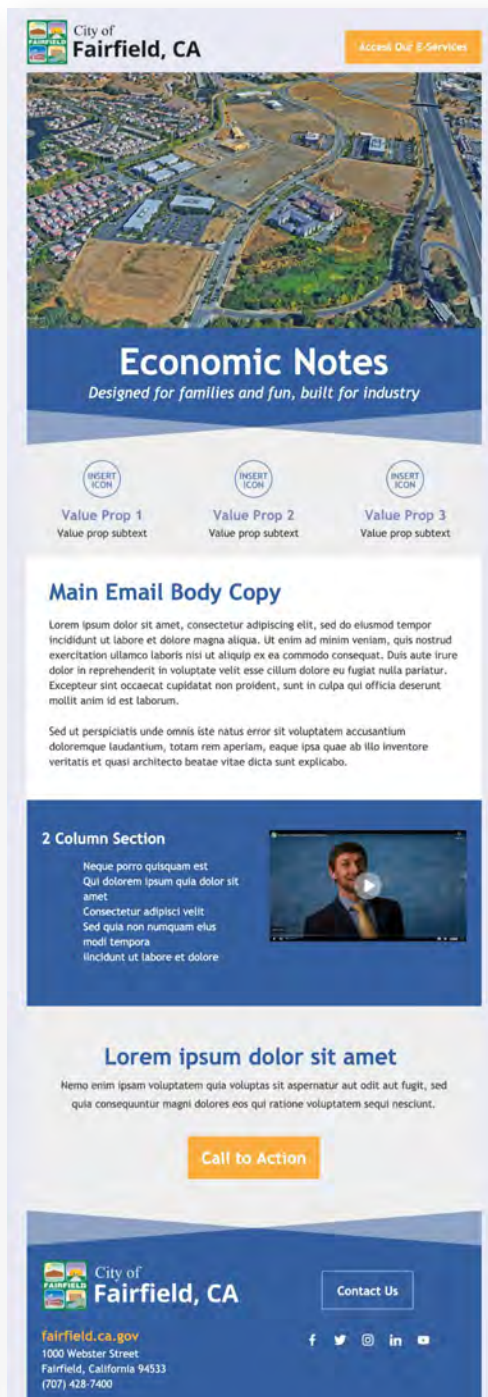 City of
Fairfield, CA
FAIRFIELD
Access Our E-Services
Economic Notes
Designed for families and fun, built for industry
INSERT
ICON
INSERT
ICON
INSERT
ICON
Value Prop 1
Value Prop 2
Value Prop 3
Value prop subtext
Value prop subtext
Value prop subtext
Main Email Body Copy
Lorem ipsum dolor sit amet, consectetur adipiscing elit, sed do eiusmod tempor
incididunt ut labore et dolore magna aliqua. Ut enim ad minim veniam, quis nostrud
exercitation ullamco laboris nisi ut aliquip ex ea commodo consequat. Duis aute irure
dolor in reprehenderit in voluptate velit esse cillum dolore eu fugiat nulla pariatur.
Excepteur sint occaecat cupidatat non proident, sunt in culpa qui officia deserunt
mollit anim id est laborum.
Sed ut perspiciatis unde omnis iste natus error sit voluptatem accusantium
doloremque laudantium, totam rem aperiam, eaque ipsa quae ab illo inventore
veritatis et quasi architecto beatae vitae dicta sunt explicabo.
2 Column Section
Neque porro quisquam est
Qui dolorem ipsum quia dolor sit
amet
Consectetur adipisci velit
Sed quia non numquam eius
modi tempora
Iincidunt ut labore et dolore
Lorem ipsum dolor sit amet
Nemo enim ipsam voluptatem quia voluptas sit aspernatur aut odit aut fugit, sed
quia consequuntur magni dolores eos qui ratione voluptatem sequi nesciunt.
Call to Action
City of
Fairfield, CA
FAIRFIELD
Contact Us
fairfield.ca.gov
1000 Webster Street
Fairfield, California 94533
(707) 428-7400